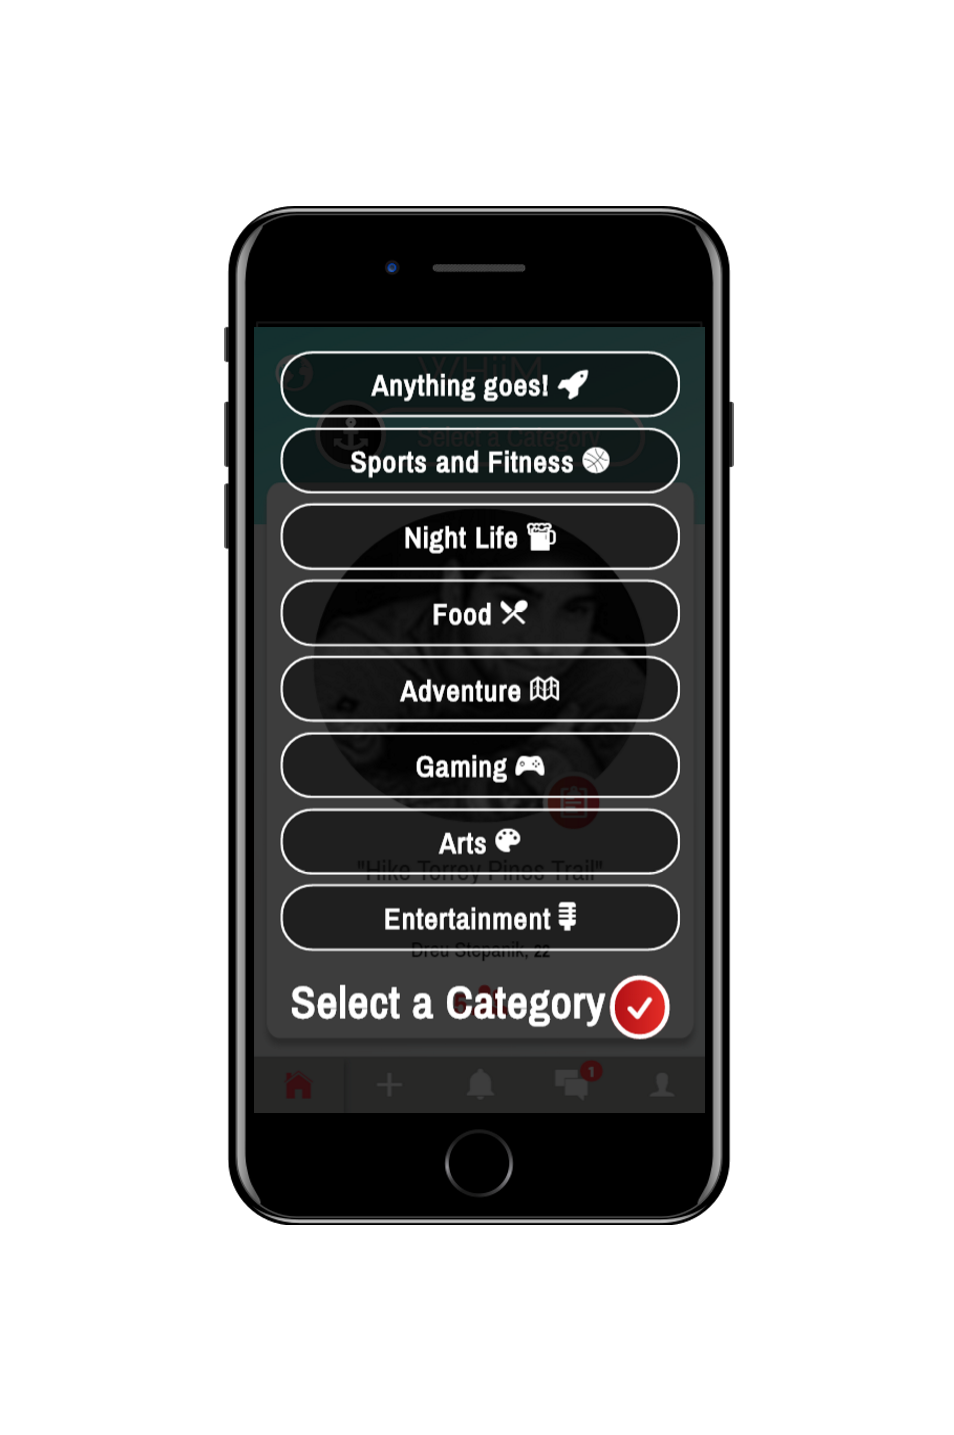 WHiiM
Anything goes!
Select a Category
Sports and Fitness
Night Life
Food
Adventure
Gaming
Arts
"Hike Torrey Pines Trail"
Entertainment
Dreu Stepanik, 22
Select a Category
1